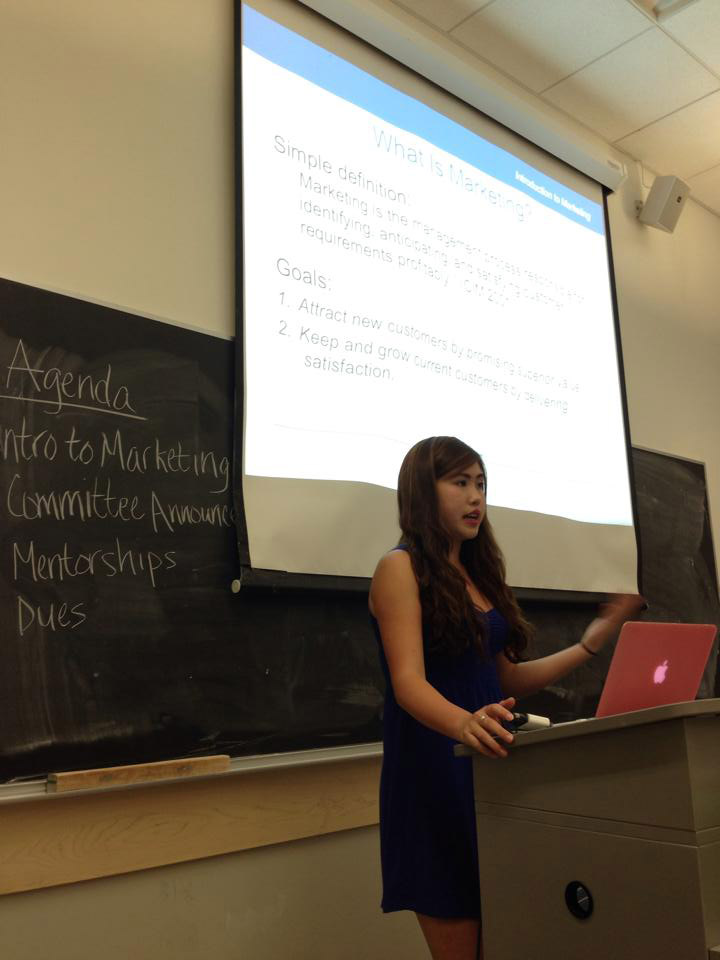 Introduction to Marketing
What Is Marketing?
Simple definition:
Marketing is the management process responsible for
identifying, anticipating and satisfying customer
requirements profitably
Goals:
1. Attract new customers by promising superior value
2. Keep and grow current customers by delivering
satisfaction.
Agenda
ntro to Marketing
Committee Announc
Mentorships
Dues